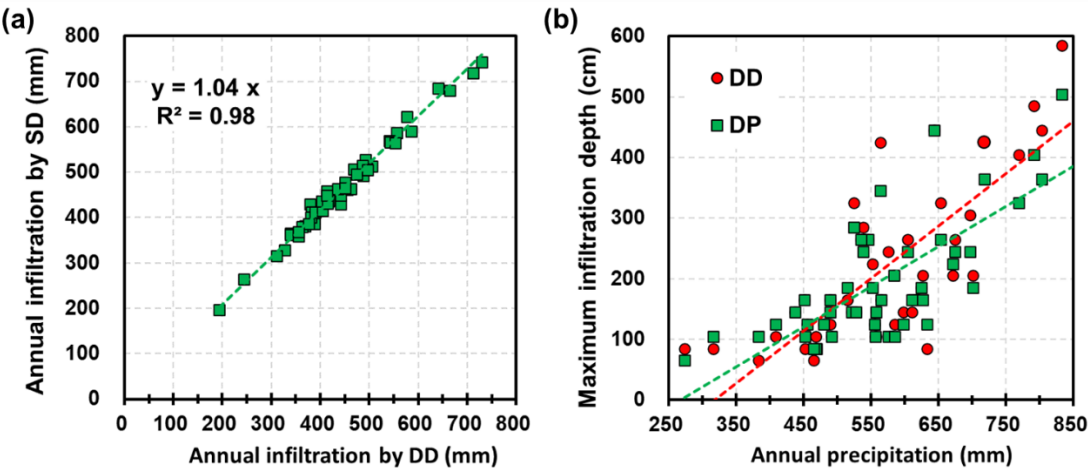 (a)
800
700
600
500
400
300
200
100
0
Annual infiltration by SD (mm)
y = 1.04 x
R² = 0.98
0 100 200 300 400 500 600 700 800
Annual infiltration by DD (mm)
(b)
600
500
400
300
200
100
0
Maximum infiltration depth (cm)
DD
DP
250 350 450 550 650 750 850
Annual precipitation (mm)